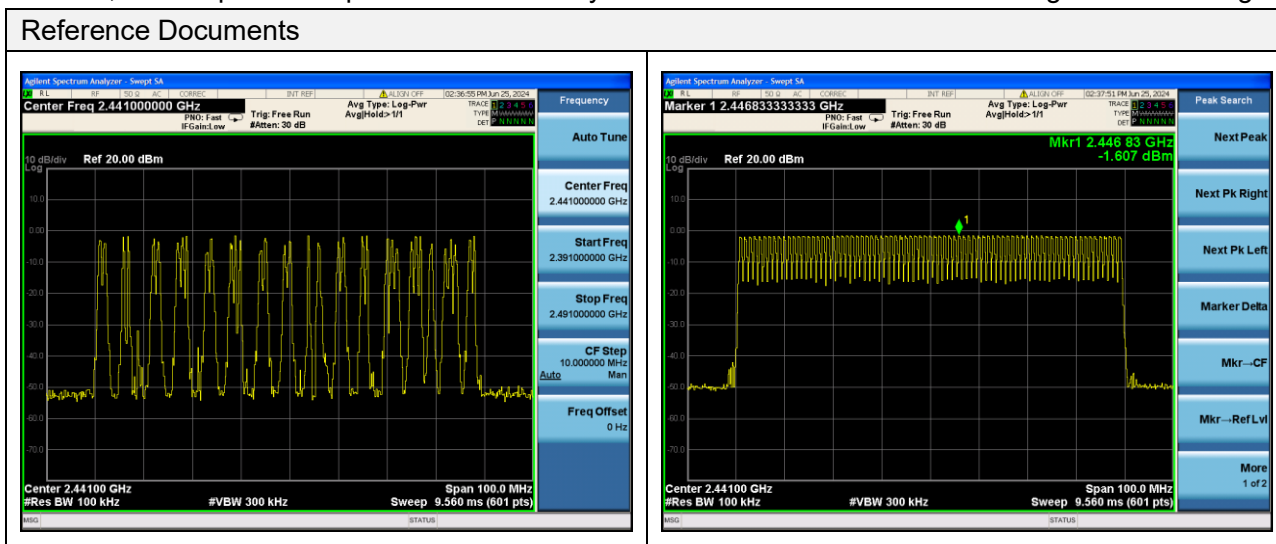 Reference Documents
Agilent Spectrum Analyzer - Swept SA
RL RF 50 Ω AC CORREC INT REF ALIGN OFF 02:36:55 PM Jun 25, 2024
Center Freq 2.441000000 GHz
PNO: Fast
IFGain:Low
Trig: Free Run
#Atten: 30 dB
Avg Type: Log-Pwr
Avg|Hold:>1/1
TRACE 1 2 3 4 5 6
TYPE M
DET P N N N N N
10 dB/div Ref 20.00 dBm
Log
10.0
0.00
-10.0
-20.0
-30.0
-40.0
-50.0
-60.0
-70.0
Center 2.44100 GHz Span 100.0 MHz
#Res BW 100 kHz #VBW 300 kHz Sweep 9.560 ms (601 pts)
MSG STATUS
Frequency
Auto Tune
Center Freq
2.441000000 GHz
Start Freq
2.391000000 GHz
Stop Freq
2.491000000 GHz
CF Step
10.000000 MHz
Auto Man
Freq Offset
0 Hz
Agilent Spectrum Analyzer - Swept SA
RL RF 50 Ω AC CORREC INT REF ALIGN OFF 02:37:51 PM Jun 25, 2024
Marker 1 2.446833333333 GHz
PNO: Fast
IFGain:Low
Trig: Free Run
#Atten: 30 dB
Avg Type: Log-Pwr
Avg|Hold:>1/1
TRACE 1 2 3 4 5 6
TYPE M
DET P N N N N N
Mkr1 2.446 83 GHz
-1.607 dBm
10 dB/div Ref 20.00 dBm
Log
10.0
0.00
-10.0
-20.0
-30.0
-40.0
-50.0
-60.0
-70.0
1
Center 2.44100 GHz Span 100.0 MHz
#Res BW 100 kHz #VBW 300 kHz Sweep 9.560 ms (601 pts)
MSG STATUS
Peak Search
Next Peak
Next Pk Right
Next Pk Left
Marker Delta
Mkr→CF
Mkr→Ref Lvl
More
1 of 2